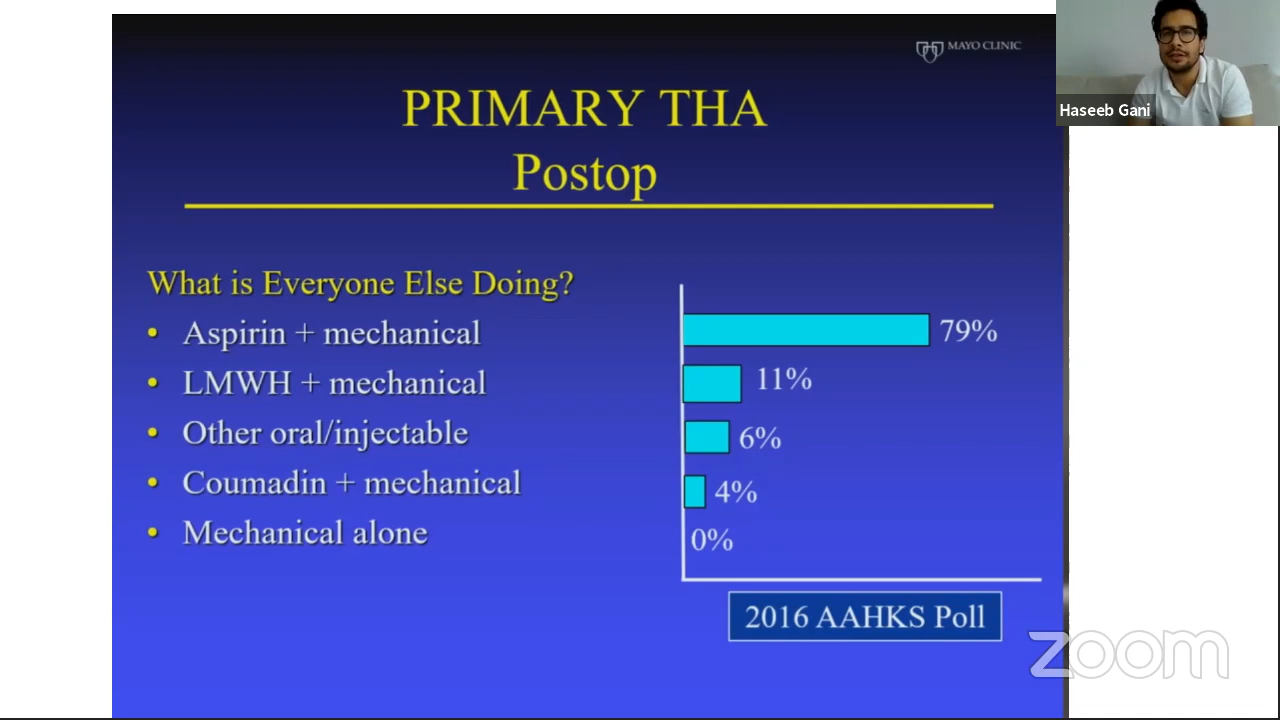 MAYO CLINIC
Haseeb Gani
PRIMARY THA
Postop
What is Everyone Else Doing?
• Aspirin + mechanical
79%
• LMWH + mechanical
11%
• Other oral/injectable
6%
• Coumadin + mechanical
4%
• Mechanical alone
0%
2016 AAHKS Poll
zoom